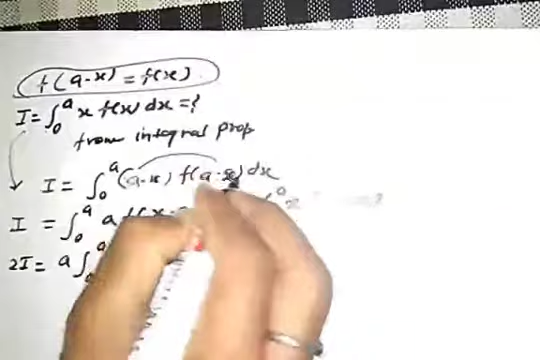 f(a-x) = f(x)
I = ∫₀ᵃ x f(x) dx = ?
from integral prop
I = ∫₀ᵃ (a-x) f(a-x) dx
I = ∫₀ᵃ a
2I = a ∫₀